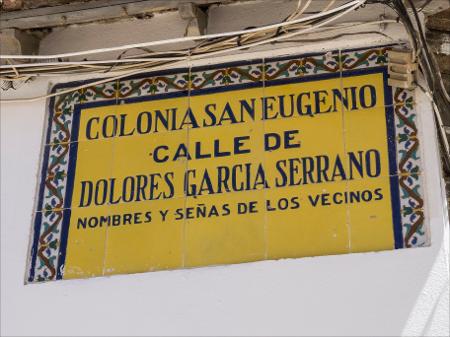 COLONIA SAN EUGENIO
CALLE DE
DOLORES GARCIA SERRANO
NOMBRES Y SEÑAS DE LOS VECINOS